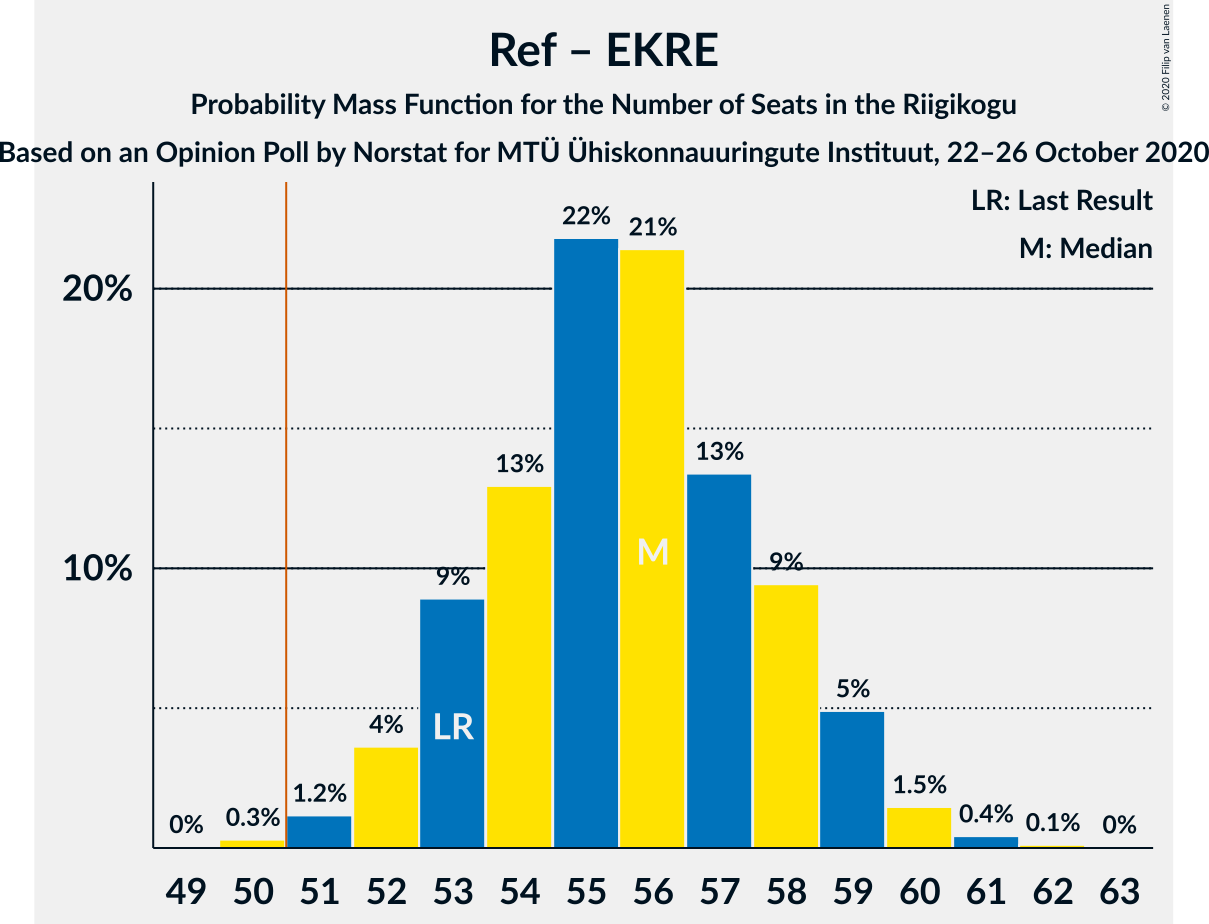 Ref – EKRE
Probability Mass Function for the Number of Seats in the Riigikogu
Based on an Opinion Poll by Norstat for MTÜ Ühiskonnauuringute Instituut, 22–26 October 2020
© 2020 Filip van Laenen
LR: Last Result
M: Median
20%
10%
0%
0.3%
1.2%
4%
9%
13%
22%
21%
13%
9%
5%
1.5%
0.4%
0.1%
0%
LR
M
49 50 51 52 53 54 55 56 57 58 59 60 61 62 63